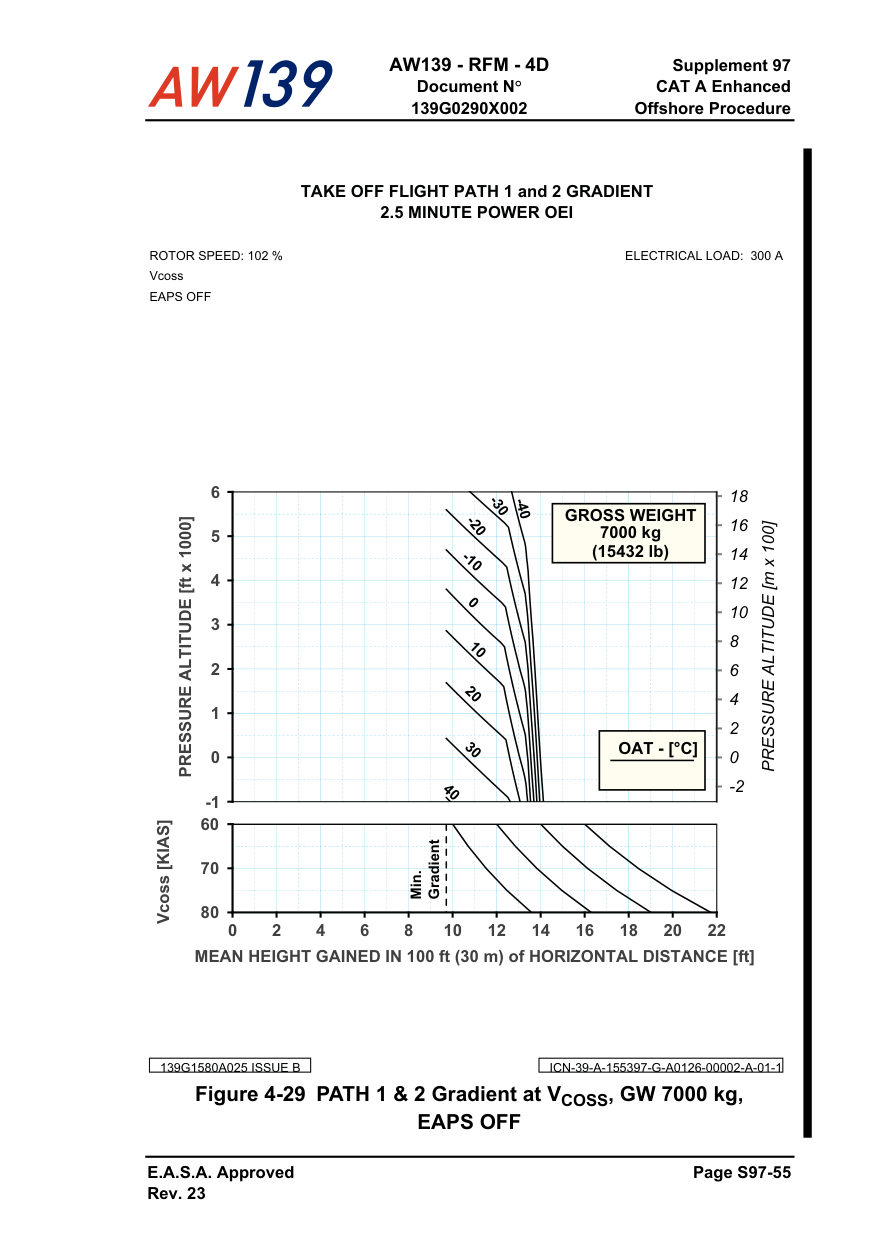 AW139
AW139 - RFM - 4D
Document N°
139G0290X002
Supplement 97
CAT A Enhanced
Offshore Procedure
TAKE OFF FLIGHT PATH 1 and 2 GRADIENT
2.5 MINUTE POWER OEI
ROTOR SPEED: 102 %
ELECTRICAL LOAD: 300 A
Vcoss
EAPS OFF
PRESSURE ALTITUDE [ft x 1000]
6
5
4
3
2
1
0
-1
-40
-30
-20
-10
0
10
20
30
40
GROSS WEIGHT
7000 kg
(15432 lb)
OAT - [°C]
18
16
14
12
10
8
6
4
2
0
-2
PRESSURE ALTITUDE [m x 100]
Vcoss [KIAS]
60
70
80
Min.
Gradient
0 2 4 6 8 10 12 14 16 18 20 22
MEAN HEIGHT GAINED IN 100 ft (30 m) of HORIZONTAL DISTANCE [ft]
139G1580A025 ISSUE B
ICN-39-A-155397-G-A0126-00002-A-01-1
Figure 4-29 PATH 1 & 2 Gradient at VCOSS, GW 7000 kg,
EAPS OFF
E.A.S.A. Approved
Rev. 23
Page S97-55